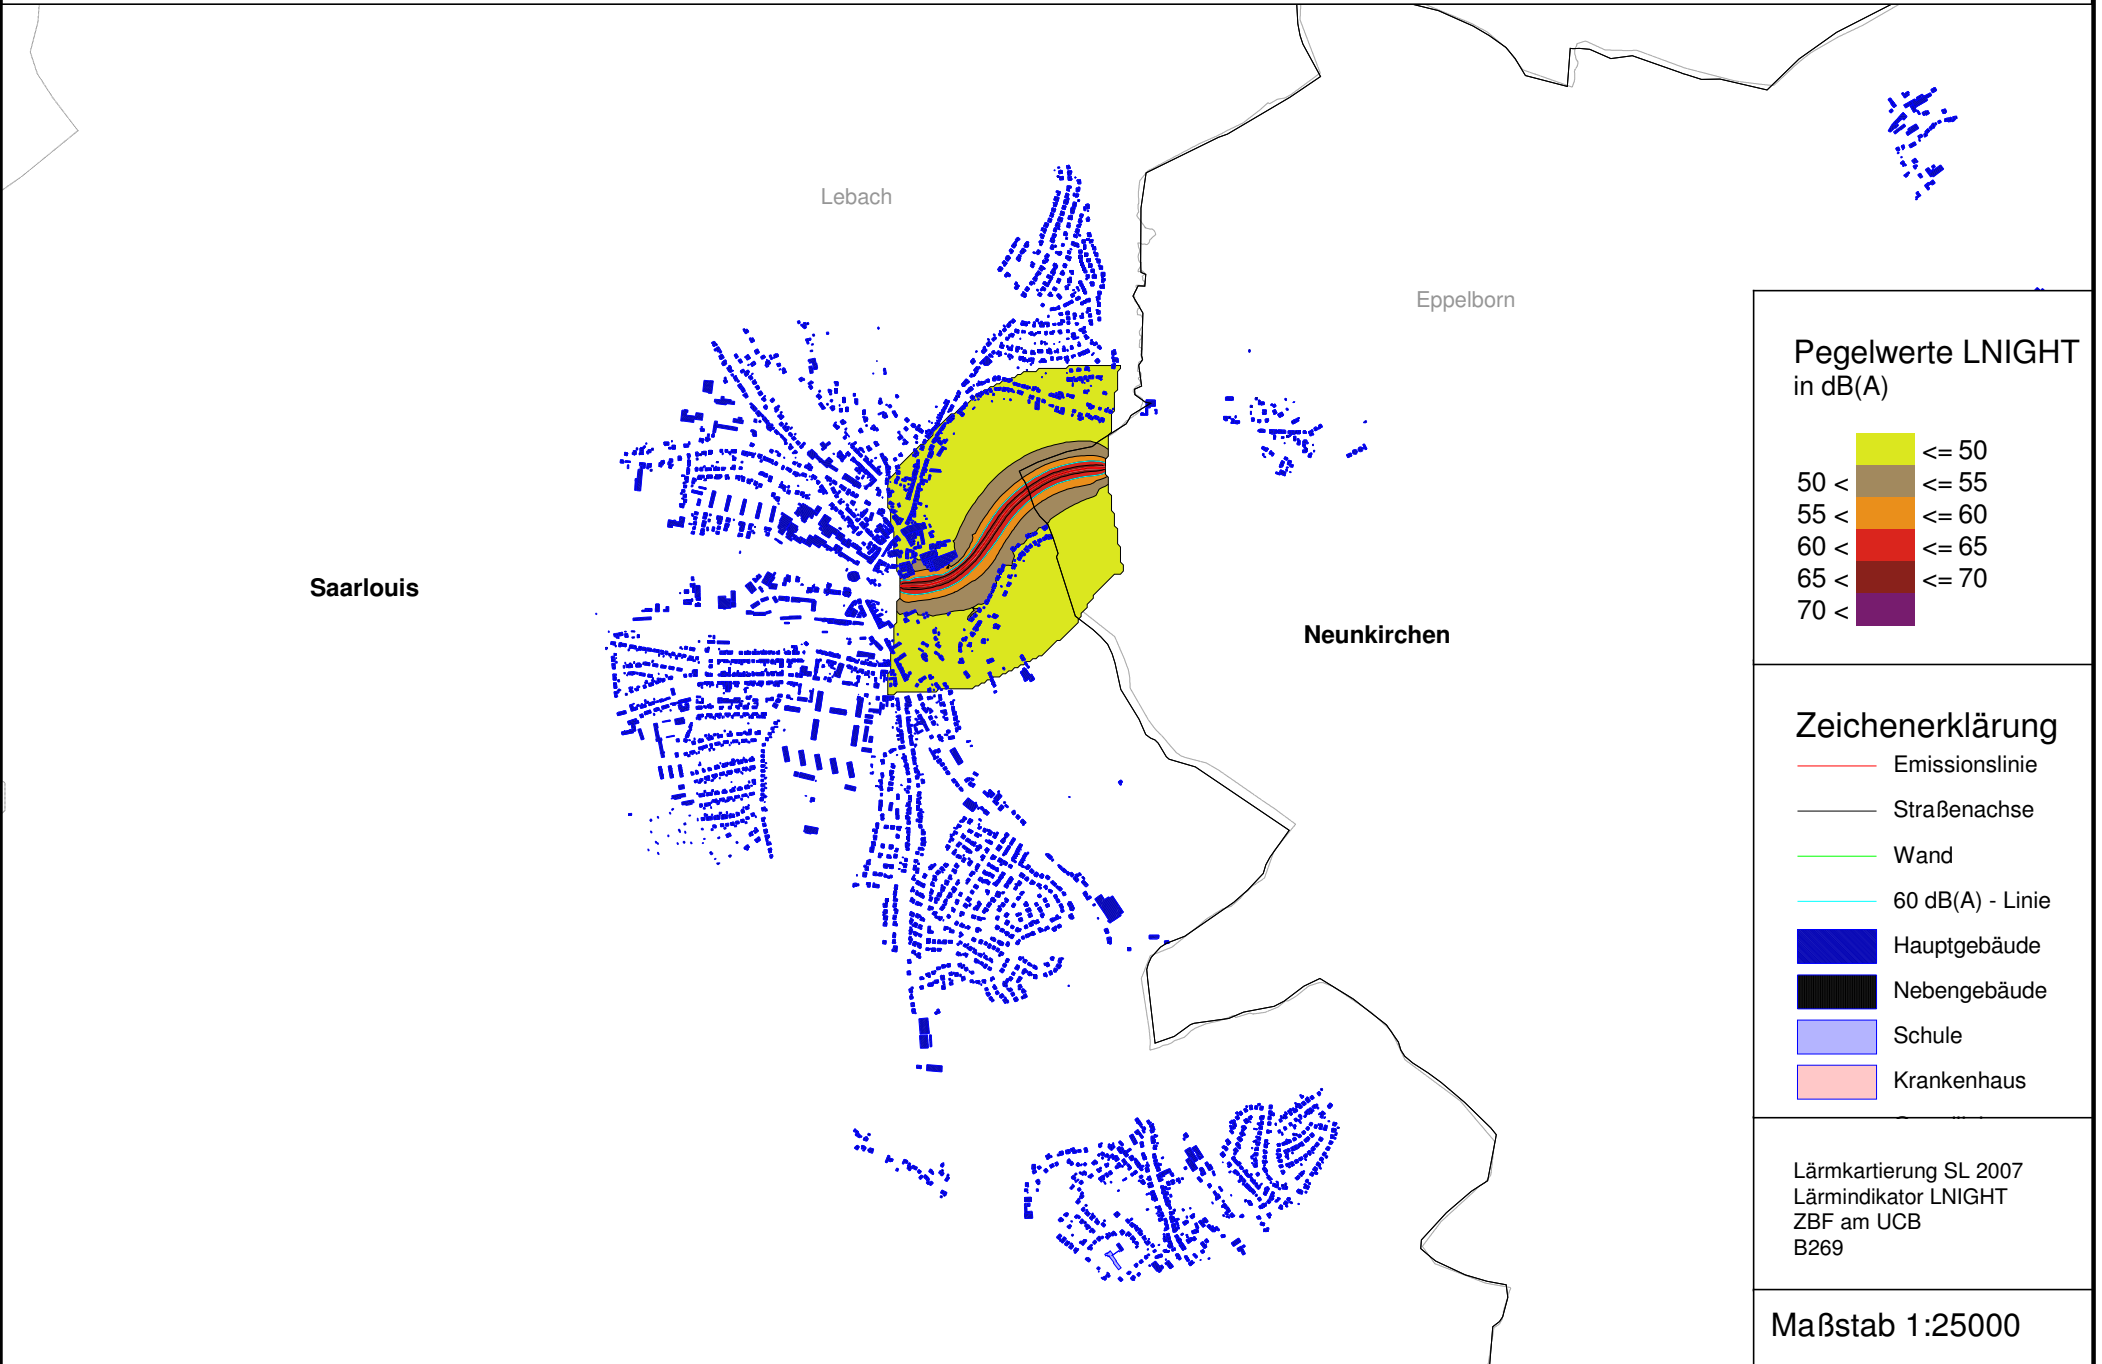 Lebach
Eppelborn
Saarlouis
Neunkirchen
Pegelwerte LNIGHT
in dB(A)
<= 50
50 < <= 55
55 < <= 60
60 < <= 65
65 < <= 70
70 <
Zeichenerklärung
Emissionslinie
Straßenachse
Wand
60 dB(A) - Linie
Hauptgebäude
Nebengebäude
Schule
Krankenhaus
Lärmkartierung SL 2007
Lärmindikator LNIGHT
ZBF am UCB
B269
Maßstab 1:25000